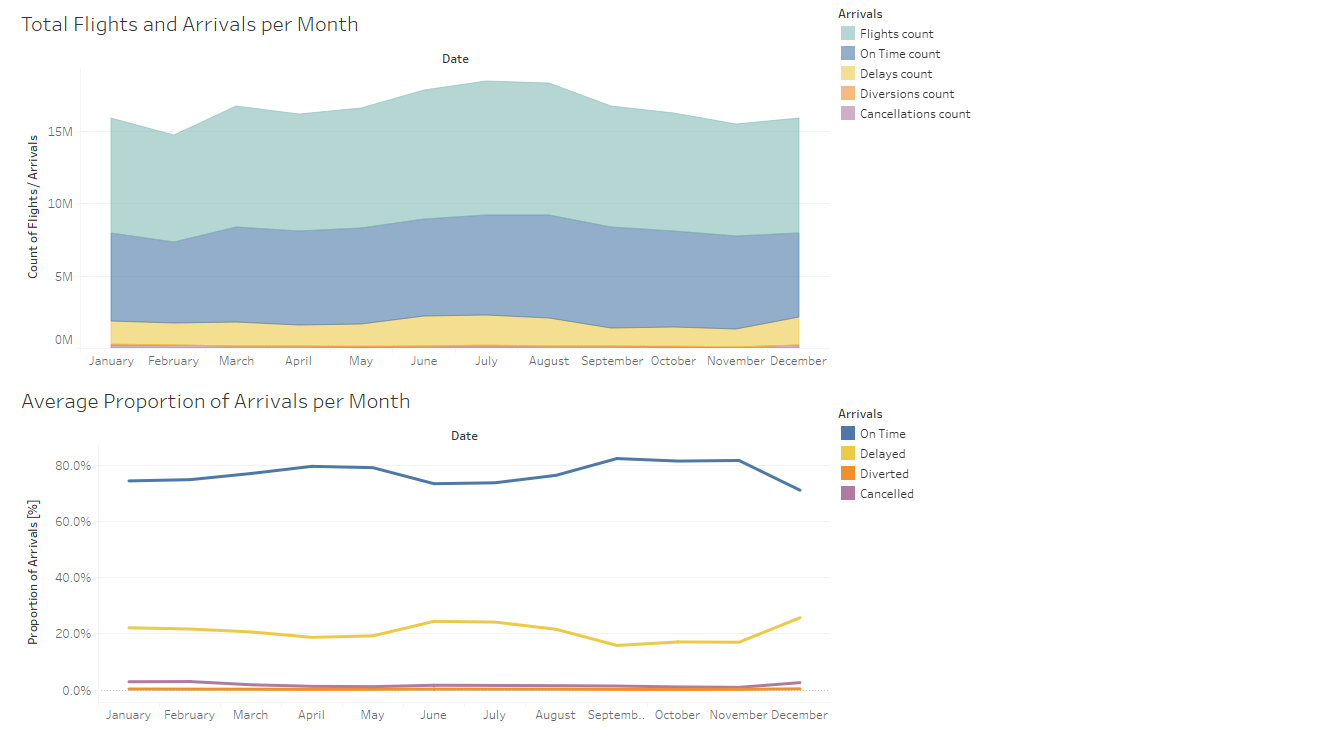 Total Flights and Arrivals per Month
Date
Count of Flights / Arrivals
15M
10M
5M
0M
January February March April May June July August September October November December
Arrivals
Flights count
On Time count
Delays count
Diversions count
Cancellations count
Average Proportion of Arrivals per Month
Date
Proportion of Arrivals [%]
80.0%
60.0%
40.0%
20.0%
0.0%
January February March April May June July August Septemb.. October November December
Arrivals
On Time
Delayed
Diverted
Cancelled